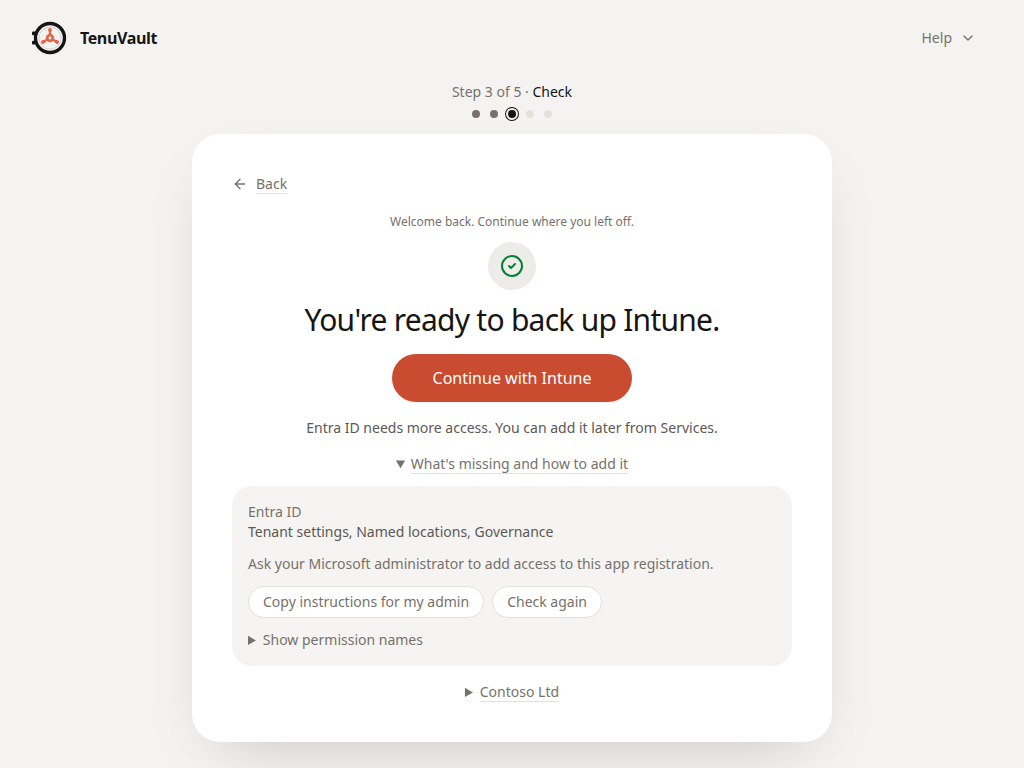 TenuVault
Help
Step 3 of 5 · Check
Back
Welcome back. Continue where you left off.
You're ready to back up Intune.
Continue with Intune
Entra ID needs more access. You can add it later from Services.
What's missing and how to add it
Entra ID
Tenant settings, Named locations, Governance
Ask your Microsoft administrator to add access to this app registration.
Copy instructions for my admin
Check again
Show permission names
Contoso Ltd